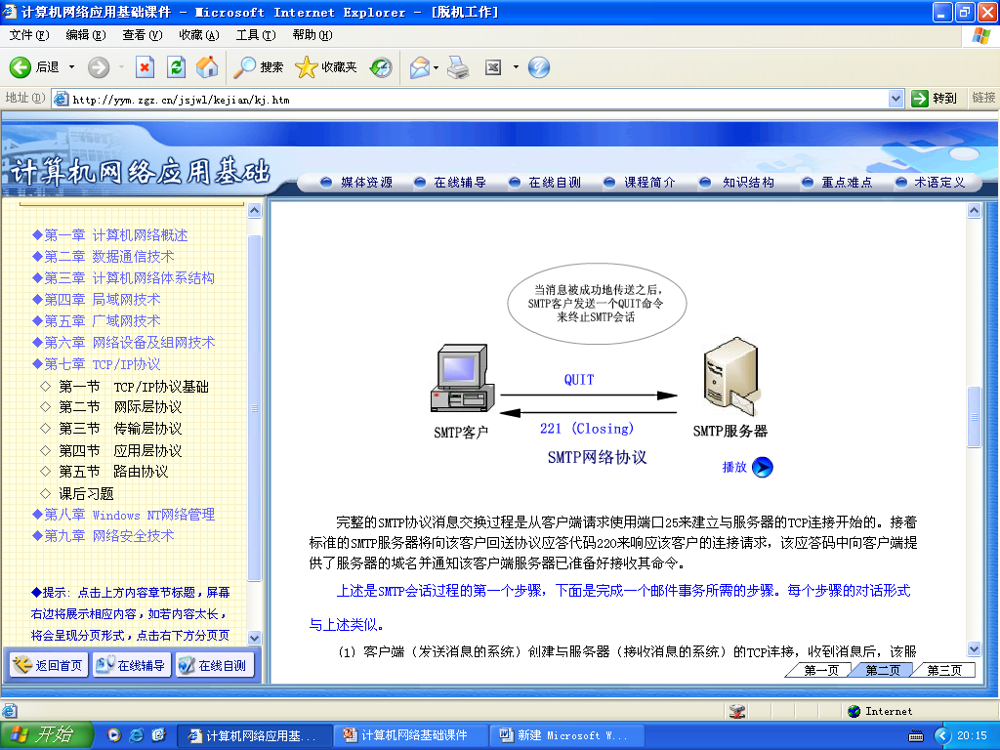 计算机网络应用基础课件 - Microsoft Internet Explorer - [脱机工作]
文件(F) 编辑(E) 查看(V) 收藏(A) 工具(T) 帮助(H)
后退 搜索 收藏夹
地址(D) http://yym.zgz.cn/jsjwl/kejian/kj.htm 转到 链接
计算机网络应用基础
媒体资源 在线辅导 在线自测 课程简介 知识结构 重点难点 术语定义
◆第一章 计算机网络概述
◆第二章 数据通信技术
◆第三章 计算机网络体系结构
◆第四章 局域网技术
◆第五章 广域网技术
◆第六章 网络设备及组网技术
◆第七章 TCP/IP协议
◇ 第一节 TCP/IP协议基础
◇ 第二节 网际层协议
◇ 第三节 传输层协议
◇ 第四节 应用层协议
◇ 第五节 路由协议
◇ 课后习题
◆第八章 Windows NT网络管理
◆第九章 网络安全技术
◆提示：点击上方内容章节标题，屏幕
右边将展示相应内容，如若内容太长，
将会呈现分页形式，点击右下方分页页
返回首页 在线辅导 在线自测
当消息被成功地传送之后，
SMTP客户发送一个QUIT命令
来终止SMTP会话
QUIT
221 (Closing)
SMTP客户
SMTP服务器
SMTP网络协议
播放
完整的SMTP协议消息交换过程是从客户端请求使用端口25来建立与服务器的TCP连接开始的。接着
标准的SMTP服务器将向该客户回送协议应答代码220来响应该客户的连接请求，该应答码中向客户端提
供了服务器的域名并通知该客户端服务器已准备好接收其命令。
上述是SMTP会话过程的第一个步骤，下面是完成一个邮件事务所需的步骤。每个步骤的对话形式
与上述类似。
(1) 客户端（发送消息的系统）创建与服务器（接收消息的系统）的TCP连接，收到消息后，该服
第一页 第二页 第三页
Internet
开始 计算机网络应用基... 计算机网络基础课件 新建 Microsoft W... 20:15